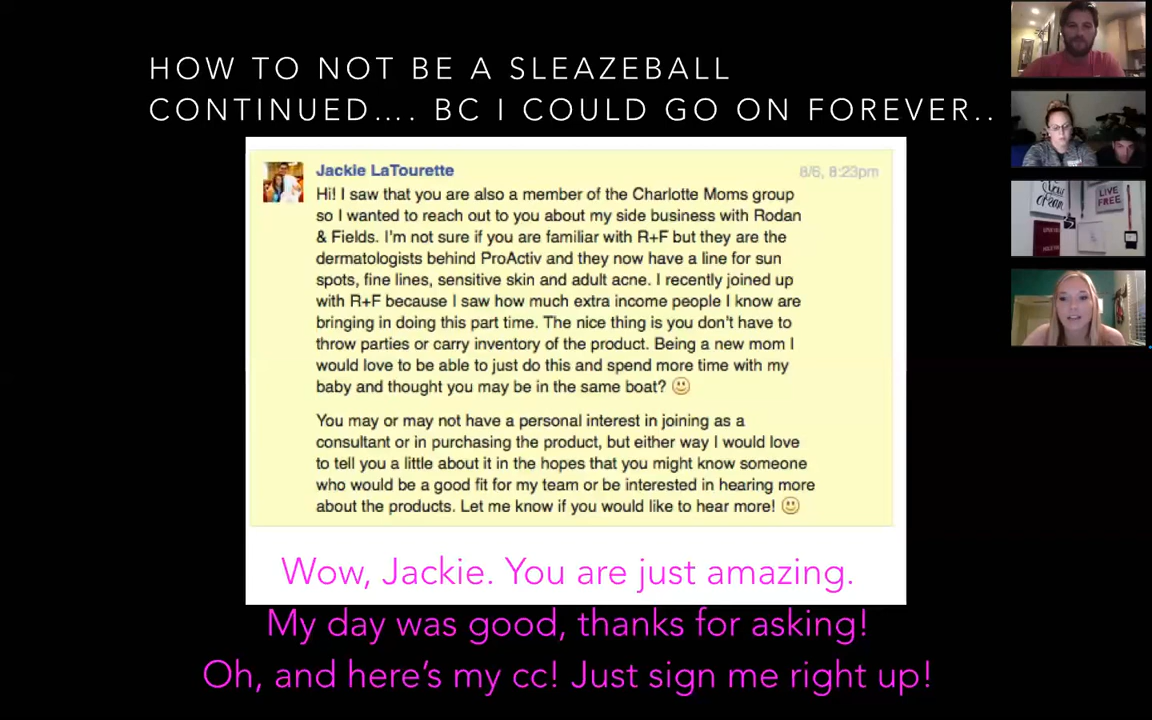 HOW TO NOT BE A SLEAZEBALL
CONTINUED.... BC I COULD GO ON FOREVER..
Jackie LaTourette
8/6, 8:23pm
Hi! I saw that you are also a member of the Charlotte Moms group
so I wanted to reach out to you about my side business with Rodan
& Fields. I'm not sure if you are familiar with R+F but they are the
dermatologists behind ProActiv and they now have a line for sun
spots, fine lines, sensitive skin and adult acne. I recently joined up
with R+F because I saw how much extra income people I know are
bringing in doing this part time. The nice thing is you don't have to
throw parties or carry inventory of the product. Being a new mom I
would love to be able to just do this and spend more time with my
baby and thought you may be in the same boat?
You may or may not have a personal interest in joining as a
consultant or in purchasing the product, but either way I would love
to tell you a little about it in the hopes that you might know someone
who would be a good fit for my team or be interested in hearing more
about the products. Let me know if you would like to hear more!
Wow, Jackie. You are just amazing.
My day was good, thanks for asking!
Oh, and here's my cc! Just sign me right up!
LIVE
FREE